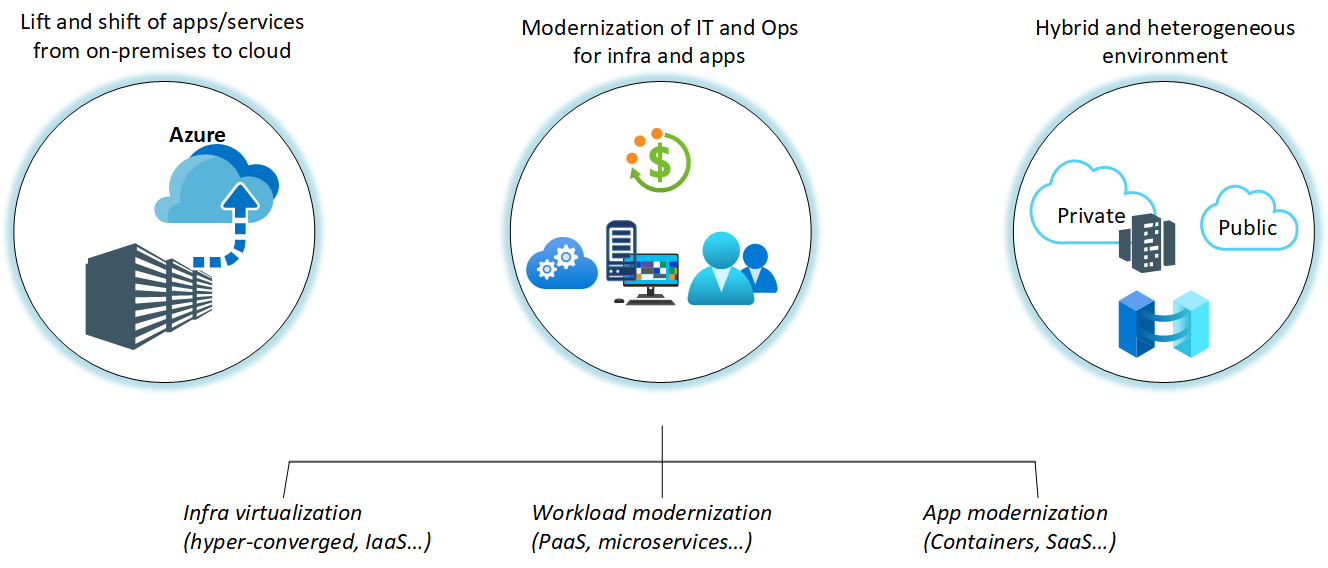 Lift and shift of apps/services
from on-premises to cloud
Modernization of IT and Ops
for infra and apps
Hybrid and heterogeneous
environment
Azure
$
Private
Public
Infra virtualization
(hyper-converged, IaaS...)
Workload modernization
(PaaS, microservices...)
App modernization
(Containers, SaaS...)